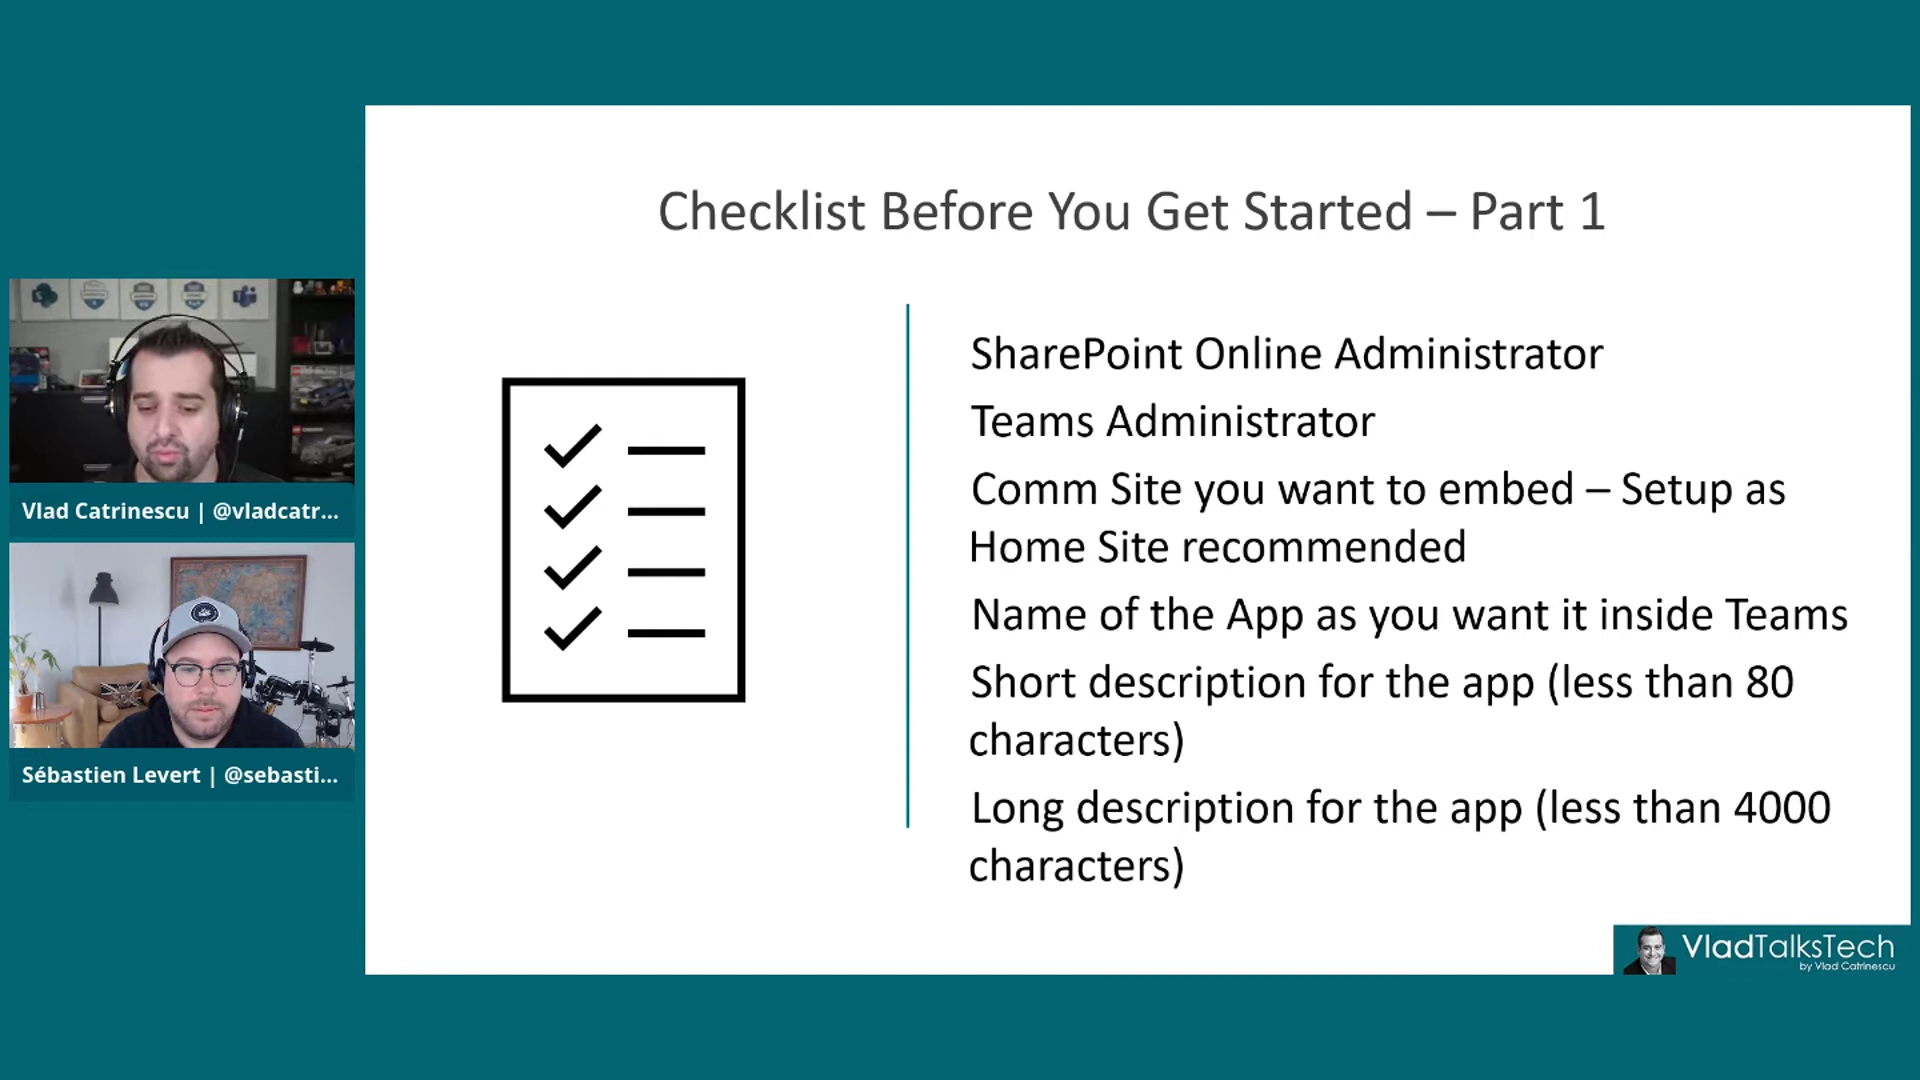 Checklist Before You Get Started – Part 1
SharePoint Online Administrator
Teams Administrator
Comm Site you want to embed – Setup as
Home Site recommended
Name of the App as you want it inside Teams
Short description for the app (less than 80
characters)
Long description for the app (less than 4000
characters)
Vlad Catrinescu | @vladcatr...
Sébastien Levert | @sebasti...
VladTalksTech
by Vlad Catrinescu